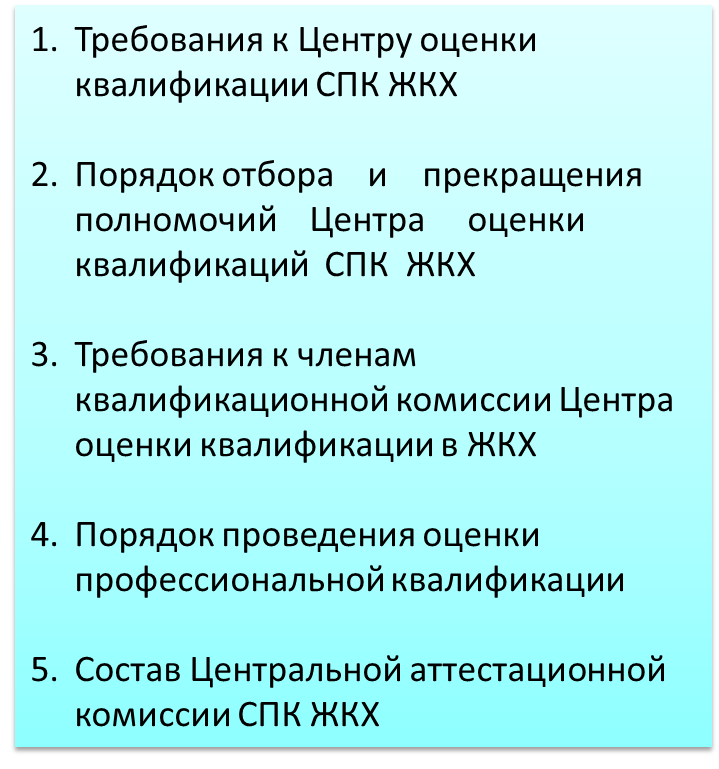 1. Требования к Центру оценки
квалификации СПК ЖКХ
2. Порядок отбора и прекращения
полномочий Центра оценки
квалификаций СПК ЖКХ
3. Требования к членам
квалификационной комиссии Центра
оценки квалификации в ЖКХ
4. Порядок проведения оценки
профессиональной квалификации
5. Состав Центральной аттестационной
комиссии СПК ЖКХ